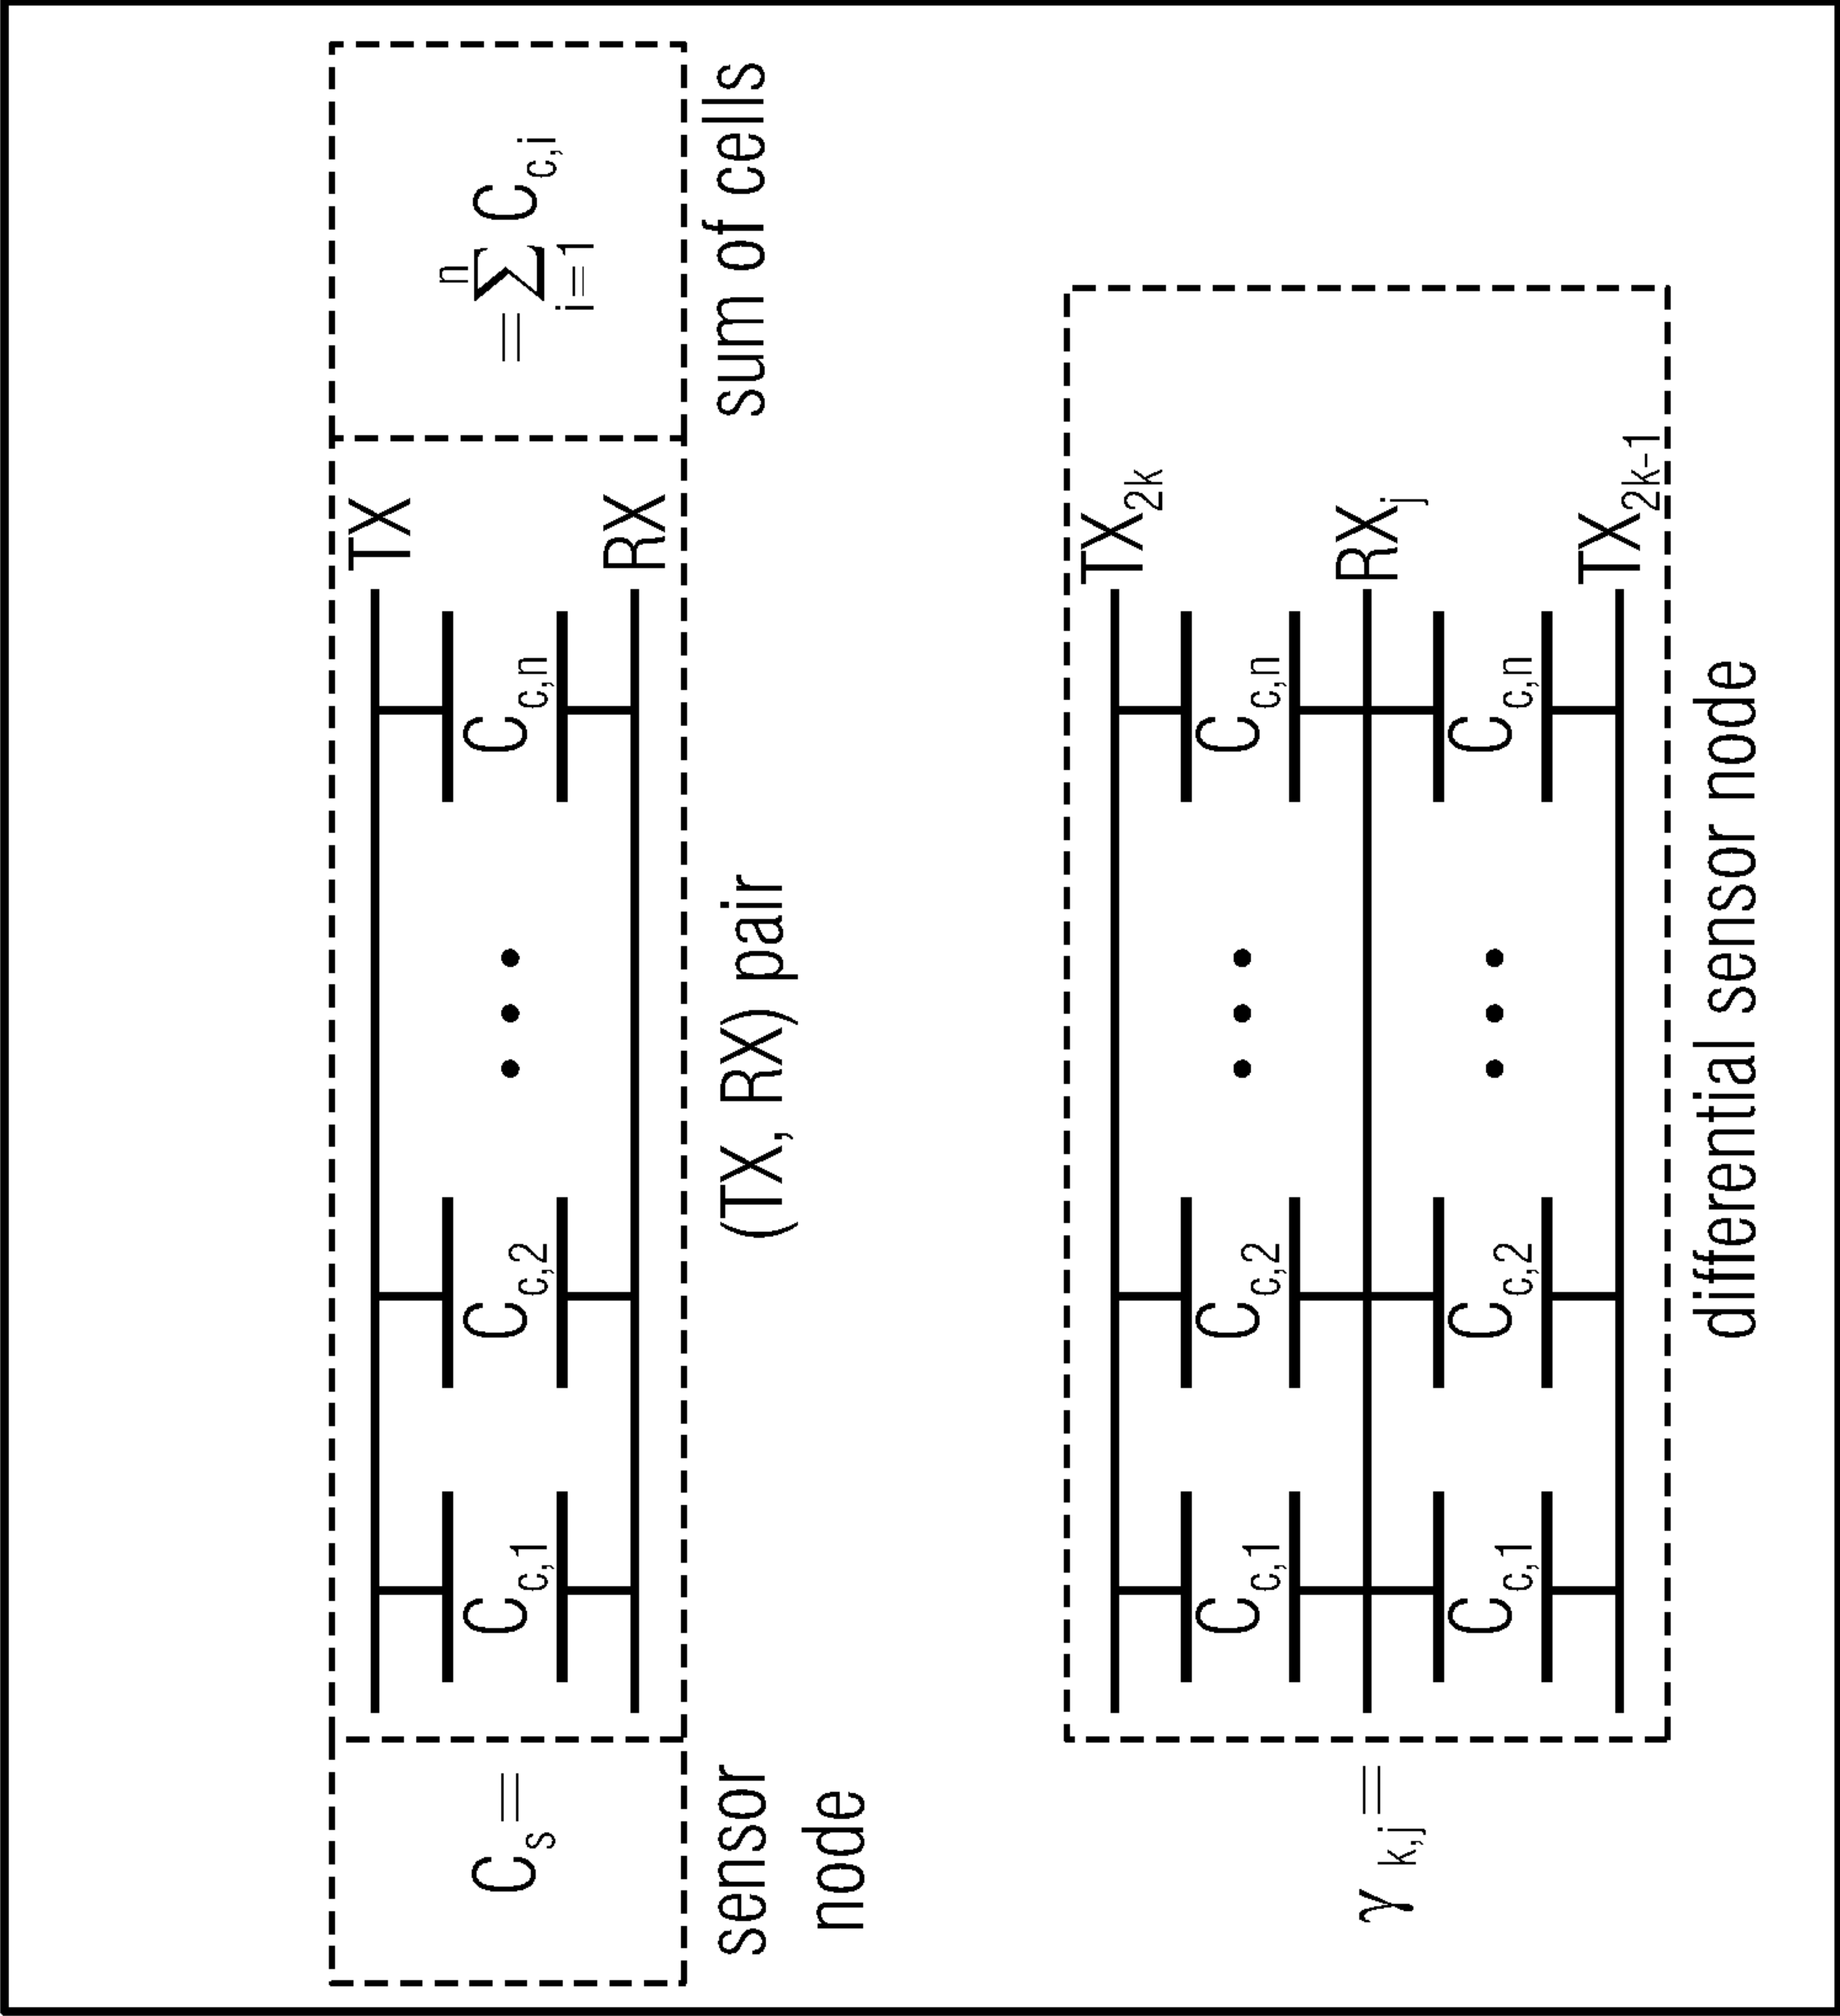 C_s =
TX
C_c,1 C_c,2 ••• C_c,n
RX
= ∑ C_c,i
n
i=1
sensor
node
(TX, RX) pair
sum of cells
γ_k,j =
TX_2k
C_c,1 C_c,2 ••• C_c,n
RX_j
C_c,1 C_c,2 ••• C_c,n
TX_2k-1
differential sensor node